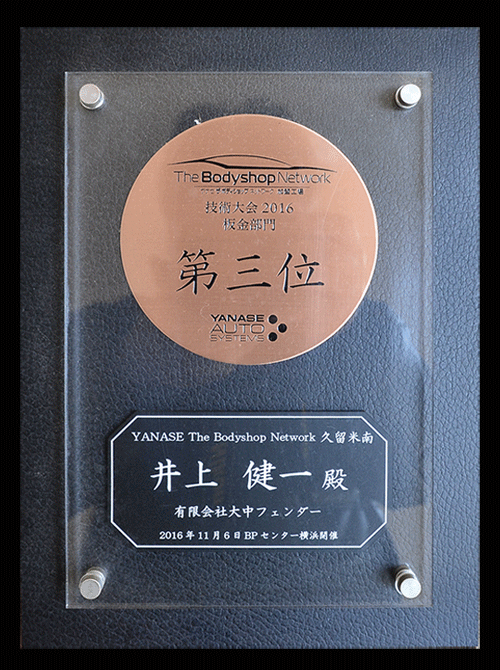 The Bodyshop Network
技術大会 2016
板金部門
第三位
YANASE
AUTO
SYSTEMS
YANASE The Bodyshop Network 久留米南
井上 健一 殿
有限会社大中フェンダー
2016年11月6日BPセンター横浜開催